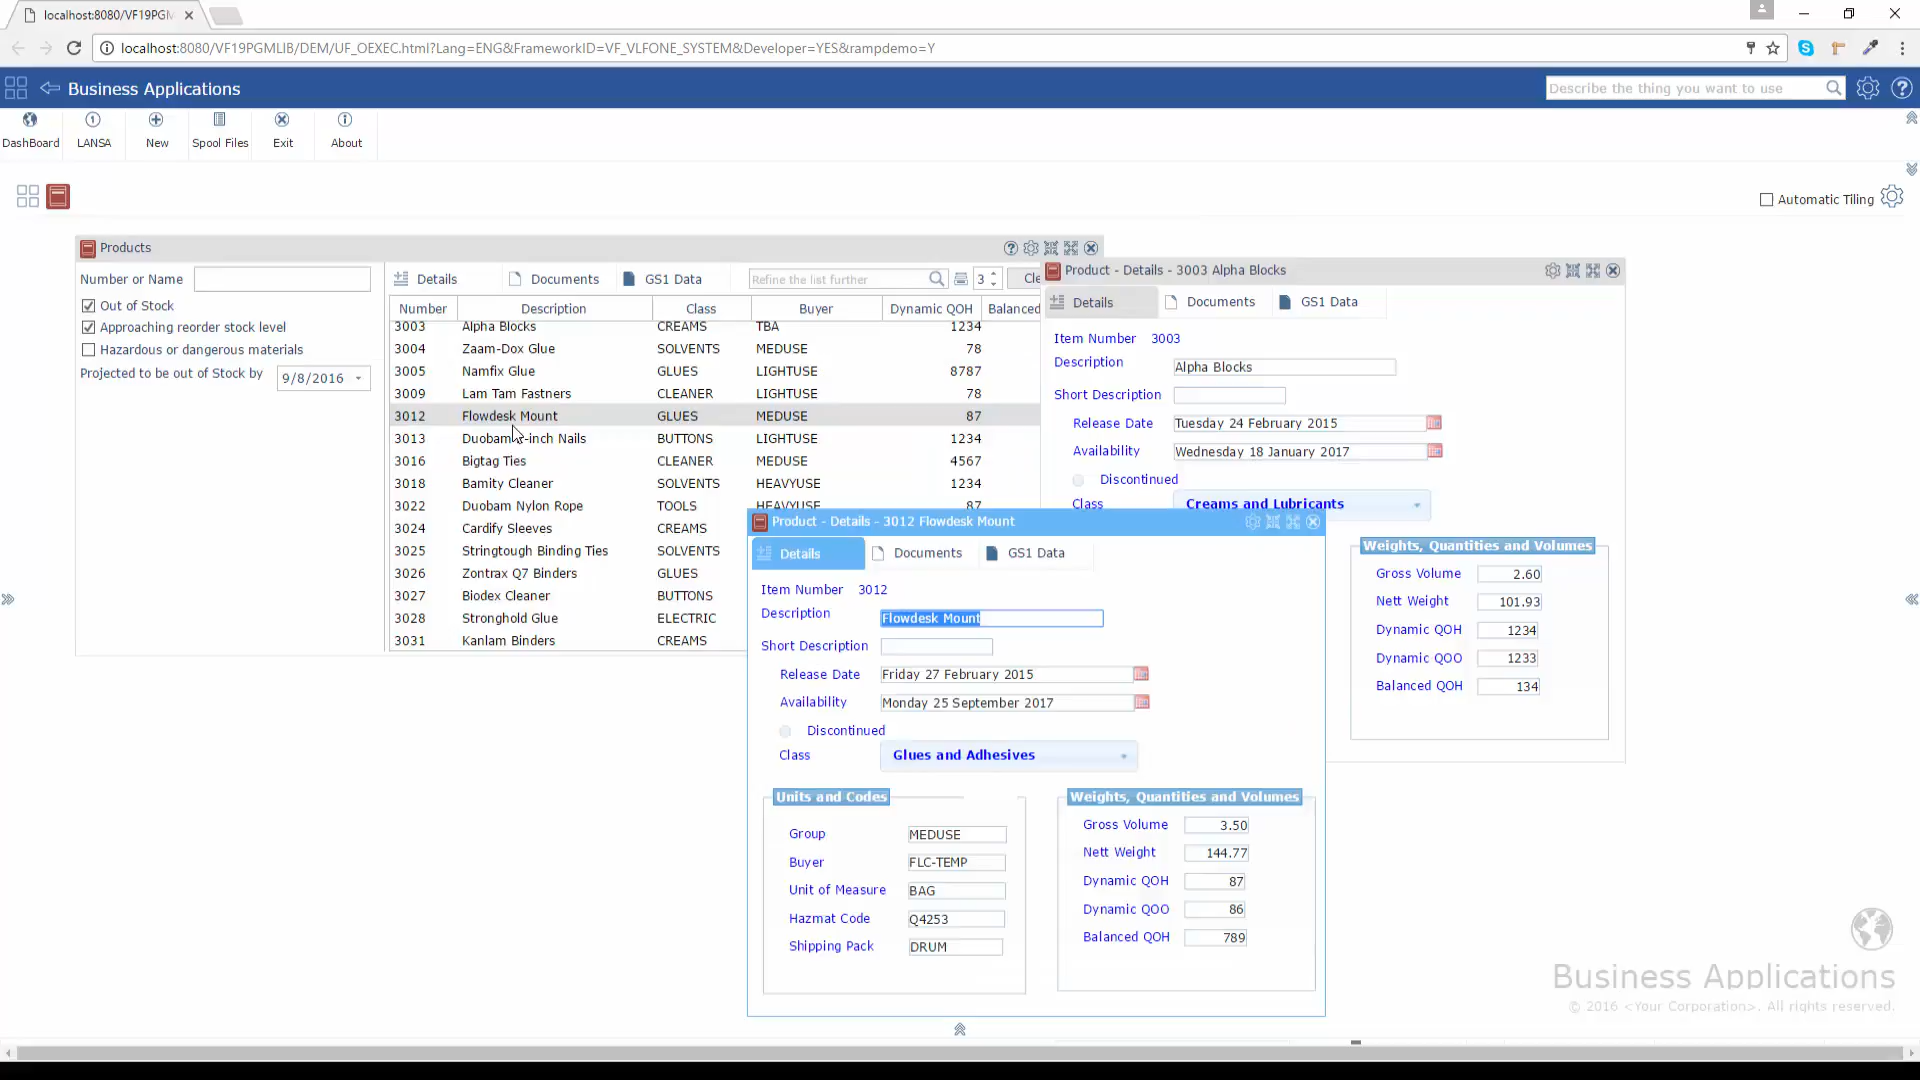 localhost:8080/VF19PGM
localhost:8080/VF19PGMLIB/DEM/UF_OEXEC.html?Lang=ENG&FrameworkID=VF_VLFONE_SYSTEM&Developer=YES&rampdemo=Y
Business Applications
Describe the thing you want to use
DashBoard LANSA New Spool Files Exit About
Automatic Tiling
Products
Number or Name
Out of Stock
Approaching reorder stock level
Hazardous or dangerous materials
Projected to be out of Stock by 9/8/2016
Details Documents GS1 Data Refine the list further 3
Number Description Class Buyer Dynamic QOH Balanced
3003 Alpha Blocks CREAMS TBA 1234
3004 Zaam-Dox Glue SOLVENTS MEDUSE 78
3005 Namfix Glue GLUES LIGHTUSE 8787
3009 Lam Tam Fastners CLEANER LIGHTUSE 78
3012 Flowdesk Mount GLUES MEDUSE 87
3013 Duobam -inch Nails BUTTONS LIGHTUSE 1234
3016 Bigtag Ties CLEANER MEDUSE 4567
3018 Bamity Cleaner SOLVENTS HEAVYUSE 1234
3022 Duobam Nylon Rope TOOLS HEAVYUSE 87
3024 Cardify Sleeves CREAMS
3025 Stringtough Binding Ties SOLVENTS
3026 Zontrax Q7 Binders GLUES
3027 Biodex Cleaner BUTTONS
3028 Stronghold Glue ELECTRIC
3031 Kanlam Binders CREAMS
Product - Details - 3003 Alpha Blocks
Details Documents GS1 Data
Item Number 3003
Description Alpha Blocks
Short Description
Release Date Tuesday 24 February 2015
Availability Wednesday 18 January 2017
Discontinued
Class Creams and Lubricants
Weights, Quantities and Volumes
Gross Volume 2.60
Nett Weight 101.93
Dynamic QOH 1234
Dynamic QOO 1233
Balanced QOH 134
Product - Details - 3012 Flowdesk Mount
Details Documents GS1 Data
Item Number 3012
Description Flowdesk Mount
Short Description
Release Date Friday 27 February 2015
Availability Monday 25 September 2017
Discontinued
Class Glues and Adhesives
Units and Codes
Group MEDUSE
Buyer FLC-TEMP
Unit of Measure BAG
Hazmat Code Q4253
Shipping Pack DRUM
Weights, Quantities and Volumes
Gross Volume 3.50
Nett Weight 144.77
Dynamic QOH 87
Dynamic QOO 86
Balanced QOH 789
Business Applications
© 2016 <Your Corporation>. All rights reserved.